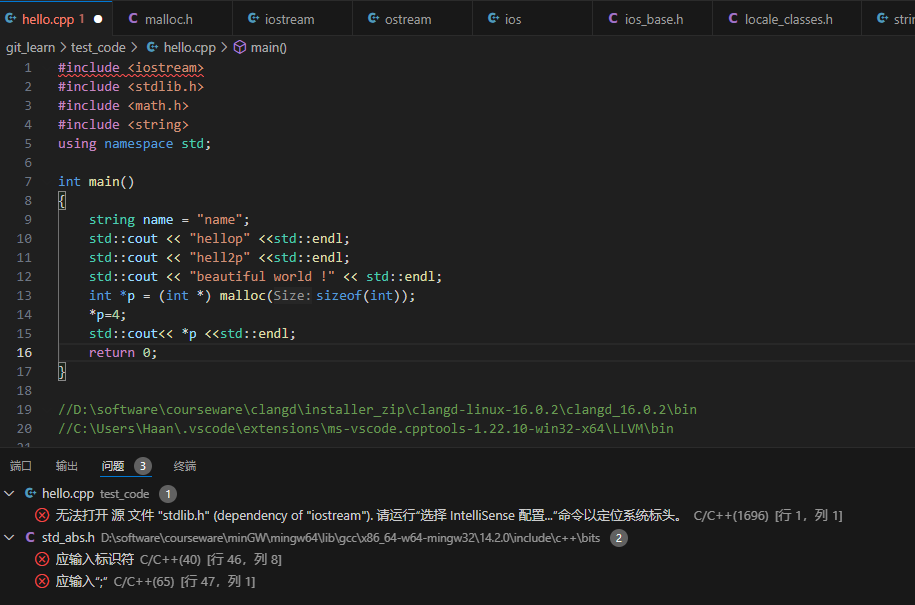 hello.cpp 1 ● malloc.h iostream ostream ios ios_base.h locale_classes.h
git_learn > test_code > hello.cpp > main()
1 #include <iostream>
2 #include <stdlib.h>
3 #include <math.h>
4 #include <string>
5 using namespace std;
6
7 int main()
8 {
9 string name = "name";
10 std::cout << "hellop" <<std::endl;
11 std::cout << "hell2p" <<std::endl;
12 std::cout << "beautiful world !" << std::endl;
13 int *p = (int *) malloc(Size: sizeof(int));
14 *p=4;
15 std::cout<< *p <<std::endl;
16 return 0;
17 }
18
19 //D:\software\courseware\clangd\installer_zip\clangd-linux-16.0.2\clangd_16.0.2\bin
20 //C:\Users\Haan\.vscode\extensions\ms-vscode.cpptools-1.22.10-win32-x64\LLVM\bin
21
端口 输出 问题 3 终端
hello.cpp test_code 1
无法打开 源 文件 "stdlib.h" (dependency of "iostream"). 请运行“选择 IntelliSense 配置...”命令以定位系统标头。 C/C++(1696) [行 1，列 1]
C std_abs.h D:\software\courseware\minGW\mingw64\lib\gcc\x86_64-w64-mingw32\14.2.0\include\c++\bits 2
应输入标识符 C/C++(40) [行 46，列 8]
应输入“;” C/C++(65) [行 47，列 1]